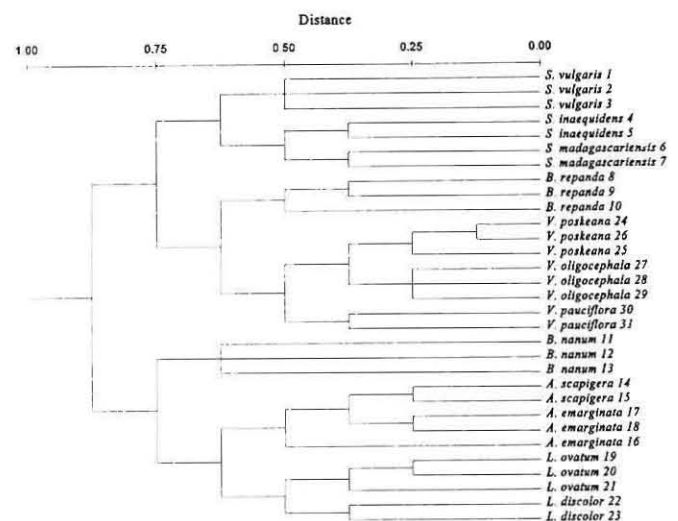 Distance
1.00 0.75 0.50 0.25 0.00
S. vulgaris 1
S. vulgaris 2
S. vulgaris 3
S. inaequidens 4
S. inaequidens 5
S madagascariensis 6
S. madagascariensis 7
B. repanda 8
B. repanda 9
B. repanda 10
V. poskeana 24
V. poskeana 26
V. poskeana 25
V. oligocephala 27
V. oligocephala 28
V. oligocephala 29
V. pauciflora 30
V. pauciflora 31
B. nanum 11
B. nanum 12
B nanum 13
A. scapigera 14
A. scapigera 15
A. emarginata 17
A. emarginata 18
A. emarginata 16
L. ovatum 19
L. ovatum 20
L. ovatum 21
L. discolor 22
L. discolor 23